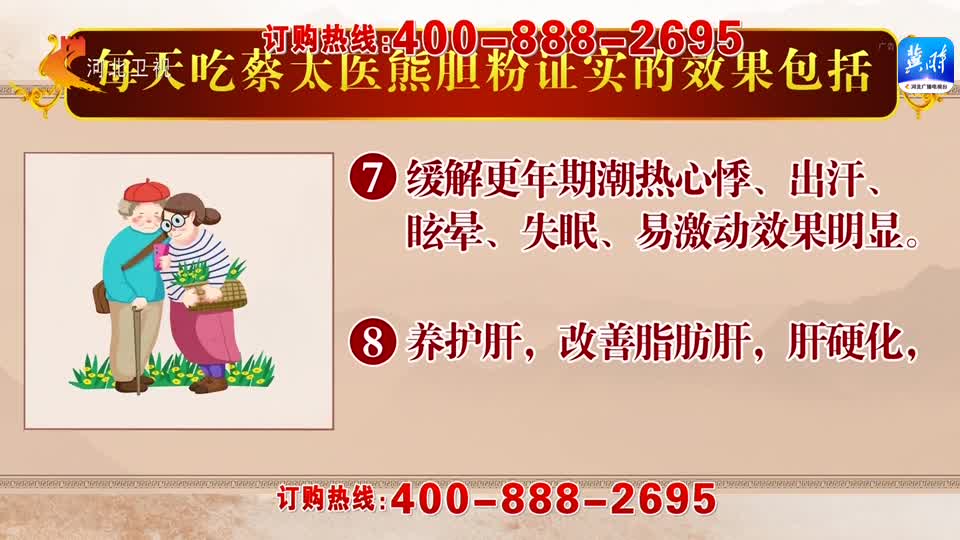 订购热线:400-888-2695
河北卫视
广告
冀时
河北广播电视台
每天吃蔡太医熊胆粉证实的效果包括
7 缓解更年期潮热心悸、出汗、
眩晕、失眠、易激动效果明显。
8 养护肝，改善脂肪肝，肝硬化，
订购热线:400-888-2695